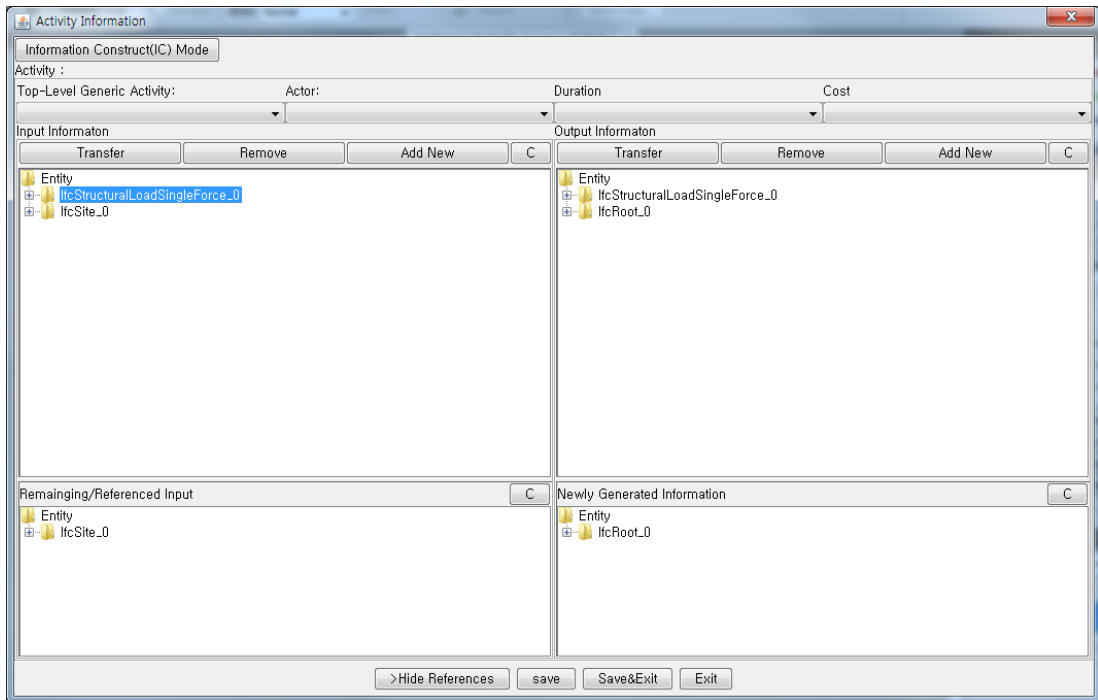 Activity Information
Information Construct(IC) Mode
Activity :
Top-Level Generic Activity: Actor: Duration Cost
Input Informaton Output Informaton
Transfer Remove Add New C Transfer Remove Add New C
Entity Entity
IfcStructuralLoadSingleForce_0 IfcStructuralLoadSingleForce_0
IfcSite_0 IfcRoot_0
Remainging/Referenced Input C Newly Generated Information C
Entity Entity
IfcSite_0 IfcRoot_0
>Hide References save Save&Exit Exit